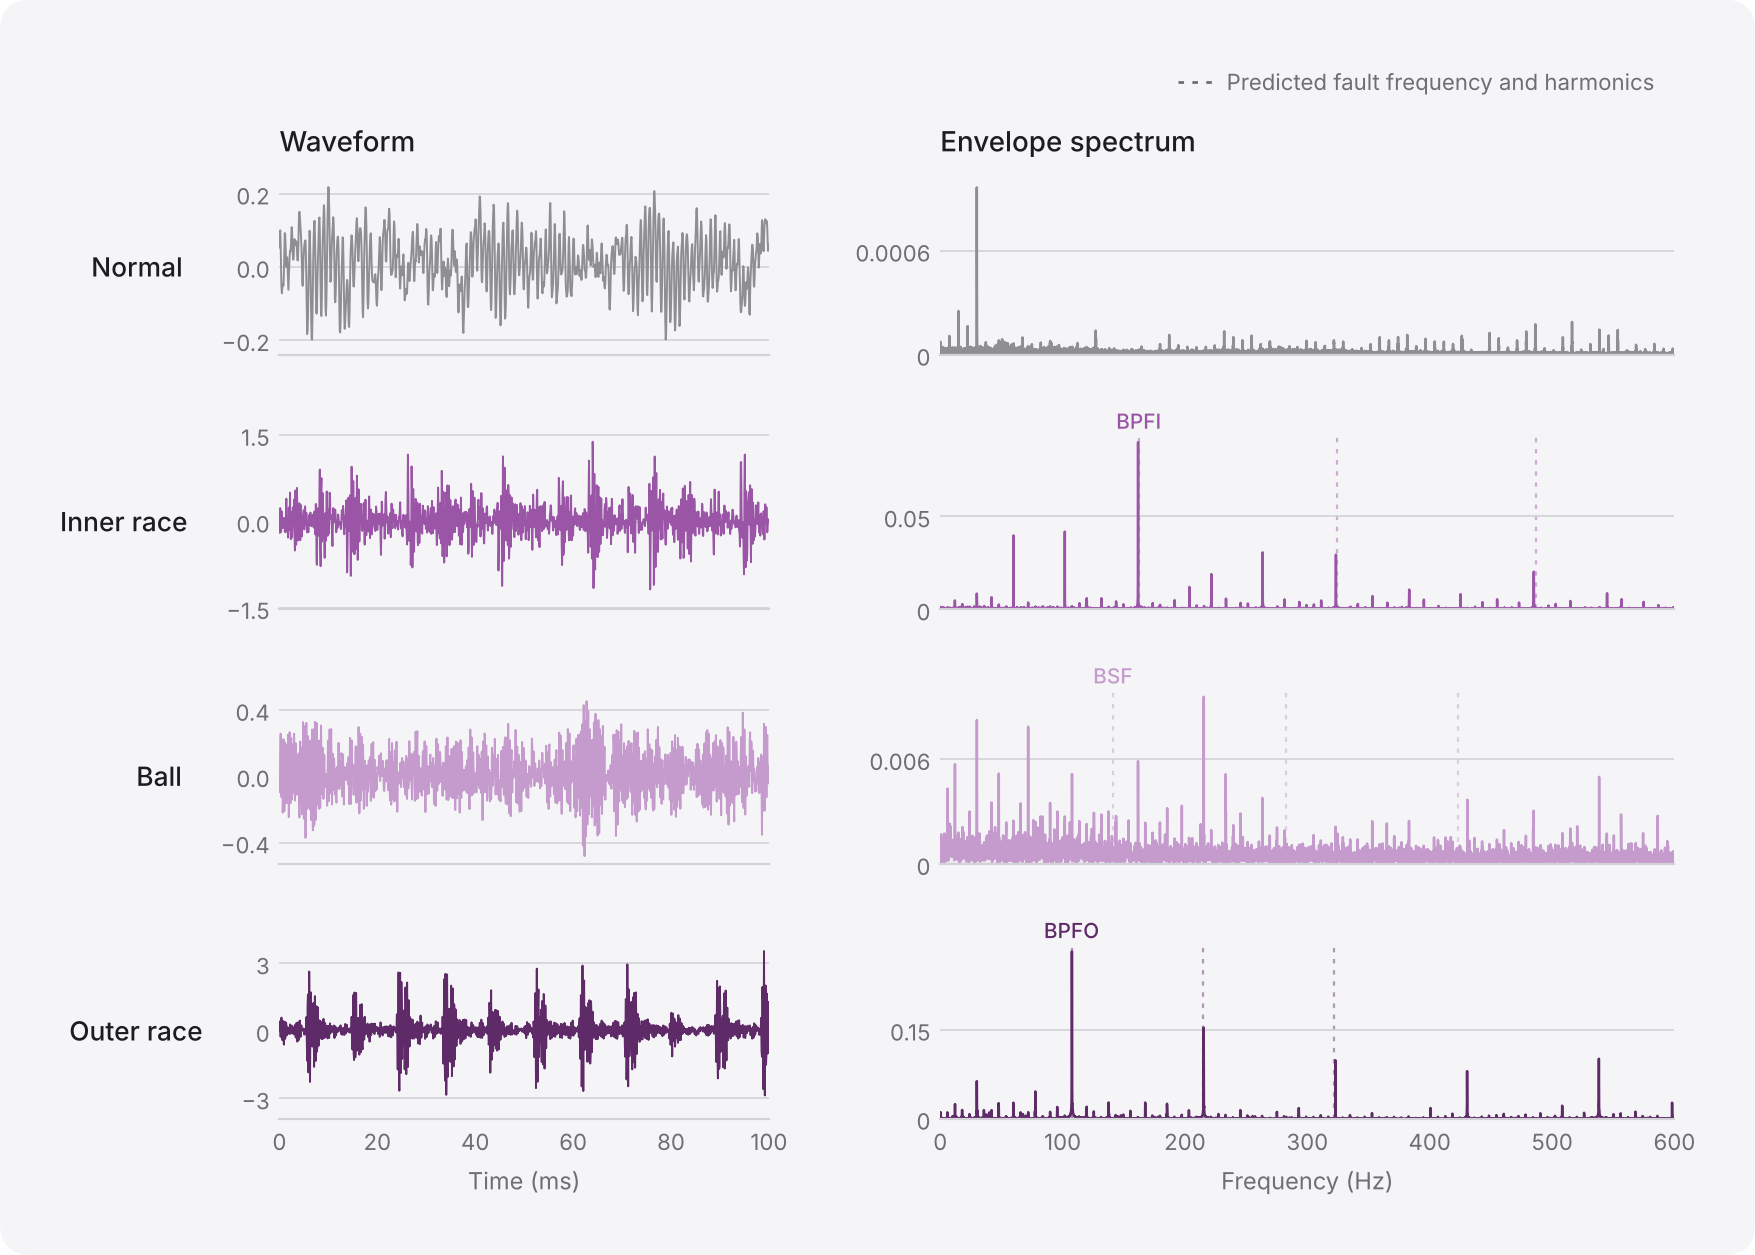 Predicted fault frequency and harmonics
Waveform
Envelope spectrum
Normal
0.2
0.0
−0.2
0.0006
0
Inner race
1.5
0.0
−1.5
BPFI
0.05
0
Ball
0.4
0.0
−0.4
BSF
0.006
0
Outer race
3
0
−3
BPFO
0.15
0
0 20 40 60 80 100
Time (ms)
0 100 200 300 400 500 600
Frequency (Hz)